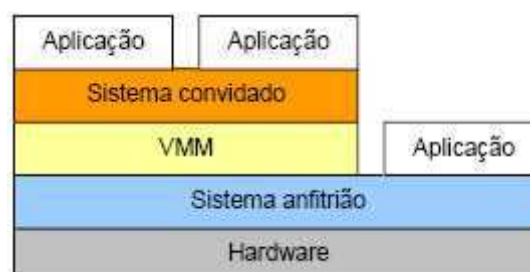 Aplicação Aplicação
Sistema convidado
VMM Aplicação
Sistema anfitrião
Hardware